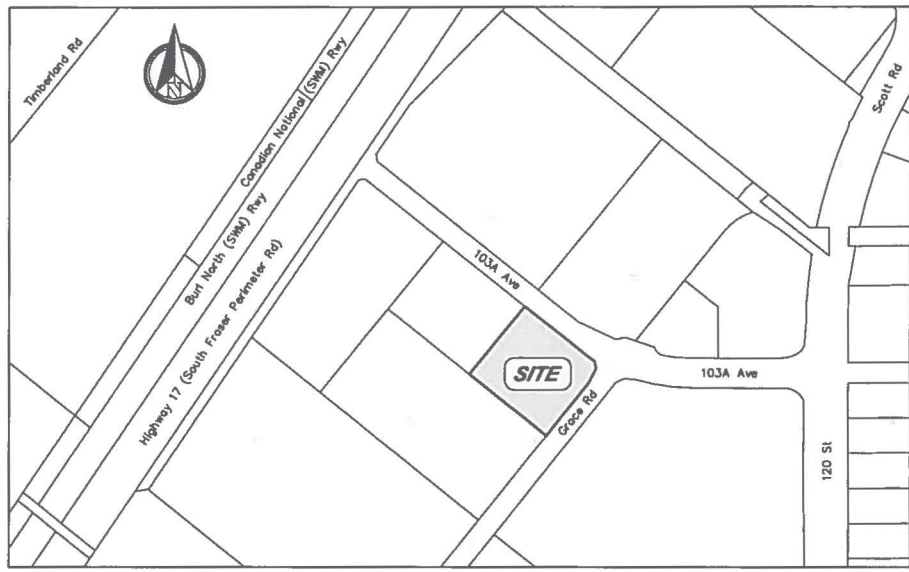 Timberland Rd
N
Canadian National (SWM) Rwy
Burl North (SWM) Rwy
Highway 17 (South Fraser Perimeter Rd)
Scott Rd
103A Ave
SITE
103A Ave
Grace Rd
120 St